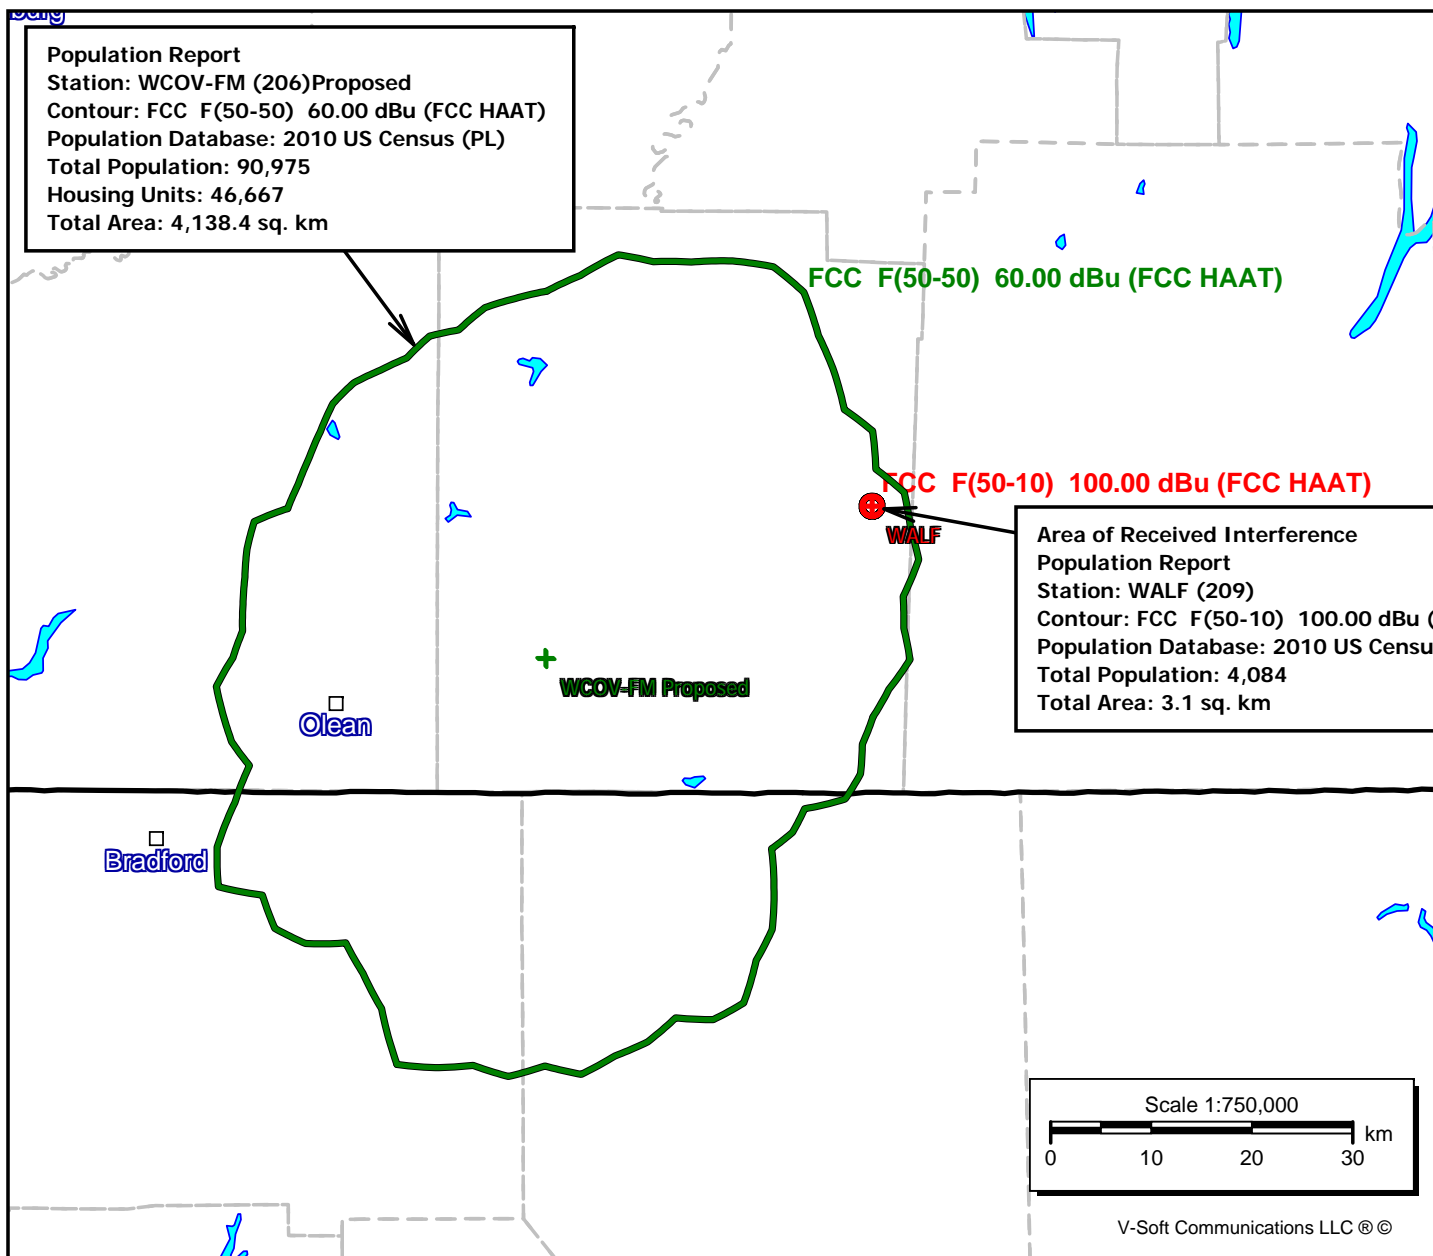 Population Report
Station: WCOV-FM (206)Proposed
Contour: FCC F(50-50) 60.00 dBu (FCC HAAT)
Population Database: 2010 US Census (PL)
Total Population: 90,975
Housing Units: 46,667
Total Area: 4,138.4 sq. km
FCC F(50-50) 60.00 dBu (FCC HAAT)
FCC F(50-10) 100.00 dBu (FCC HAAT)
WALF
Area of Received Interference
Population Report
Station: WALF (209)
Contour: FCC F(50-10) 100.00 dBu (
Population Database: 2010 US Censu
Total Population: 4,084
Total Area: 3.1 sq. km
WCOV-FM Proposed
Olean
Bradford
Scale 1:750,000
km
0 10 20 30
V-Soft Communications LLC ® ©